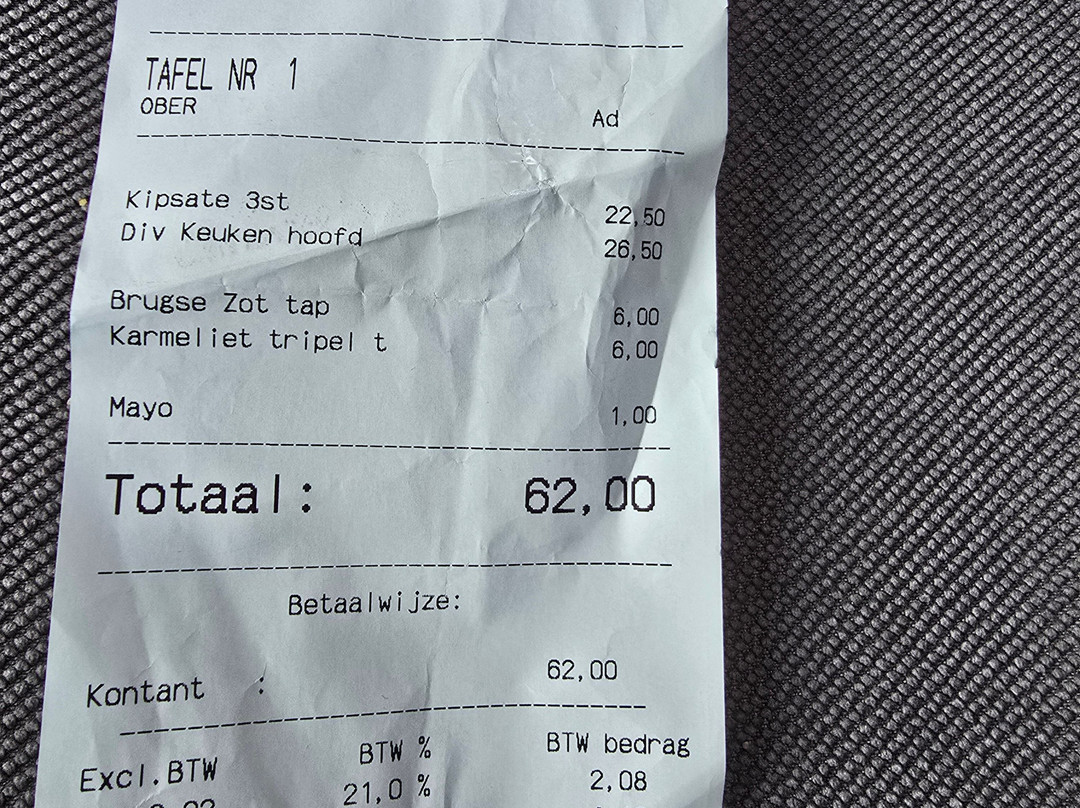 TAFEL NR 1
OBER Ad
Kipsate 3st 22,50
Div Keuken hoofd 26,50
Brugse Zot tap 6,00
Karmeliet tripel t 6,00
Mayo 1,00
Totaal: 62,00
Betaalwijze:
Kontant : 62,00
Excl.BTW BTW % BTW bedrag
21,0 % 2,08